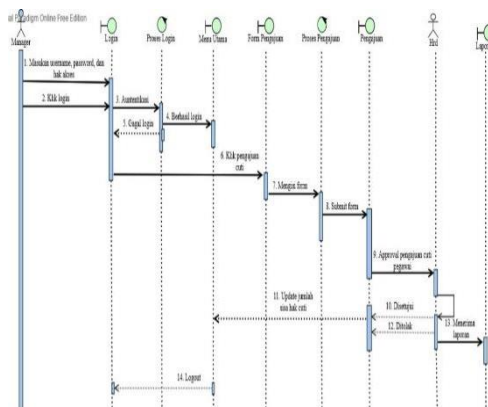 al Paradigm Online Free Edition
Manager
Login
Proses Login
Menu Utama
Form Pengajuan
Proses Pengajuan
Pengajuan
Hrd
Lapor
1. Masukan username, password, dan
hak akses
2. Klik login
3. Auntentikasi
4. Berhasil login
5. Gagal login
6. Klik pengajuan
cuti
7. Mengisi form
8. Submit form
9. Approval pengajuan cuti
pegawai
10. Disetujui
11. Update jumlah
sisa hak cuti
12. Ditolak
13. Menerima
laporan
14. Logout